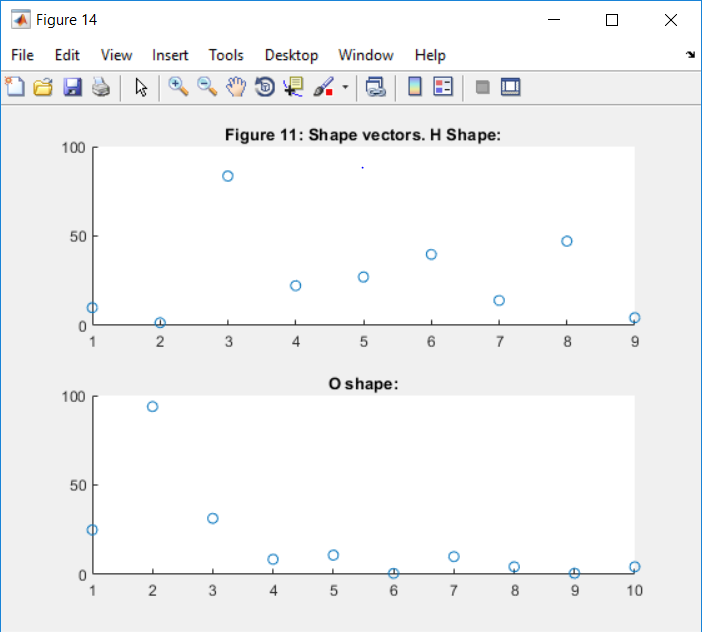 Figure 14
File Edit View Insert Tools Desktop Window Help
Figure 11: Shape vectors. H Shape:
100
50
0
1 2 3 4 5 6 7 8 9
O shape:
100
50
0
1 2 3 4 5 6 7 8 9 10